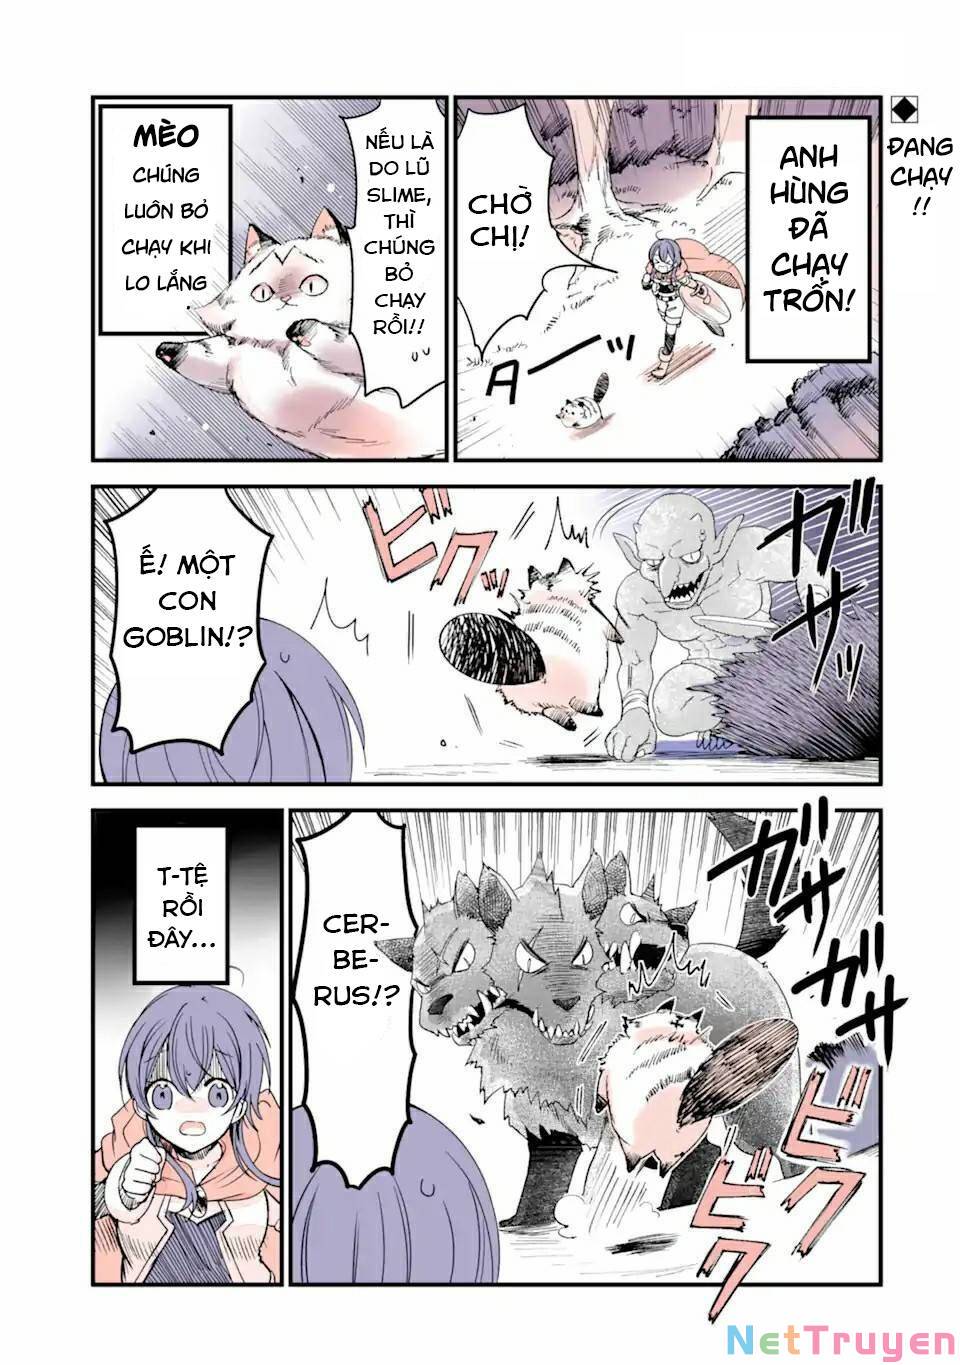 ĐANG
CHẠY
!!
ANH
HÙNG
ĐÃ
CHẠY
TRỐN!
CHỜ
CHỊ!
ダーッ
NẾU LÀ
DO LŨ
SLIME,
THÌ
CHÚNG
BỎ
CHẠY
RỒI!!
MÈO
CHÚNG
LUÔN BỎ
CHẠY KHI
LO LẮNG
ガサッ
ビクッ
Ế! MỘT
CON
GOBLIN!?
ガサガサ
ビク
ビク
CER-
BE-
RUS!?
T-TỆ
RỒI
ĐÂY...
NetTruyen